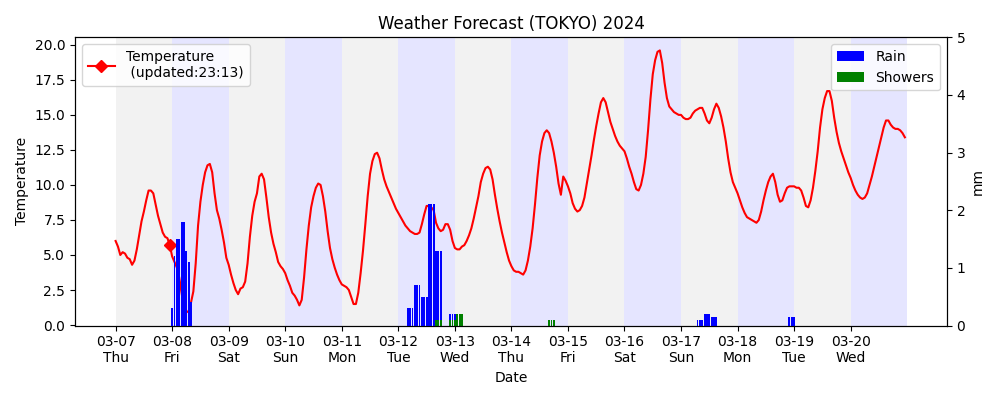 Weather Forecast (TOKYO) 2024
Temperature
(updated:23:13)
Rain
Showers
20.0
17.5
15.0
12.5
10.0
7.5
5.0
2.5
0.0
Temperature
5
4
3
2
1
0
mm
03-07 03-08 03-09 03-10 03-11 03-12 03-13 03-14 03-15 03-16 03-17 03-18 03-19 03-20
Thu Fri Sat Sun Mon Tue Wed Thu Fri Sat Sun Mon Tue Wed
Date